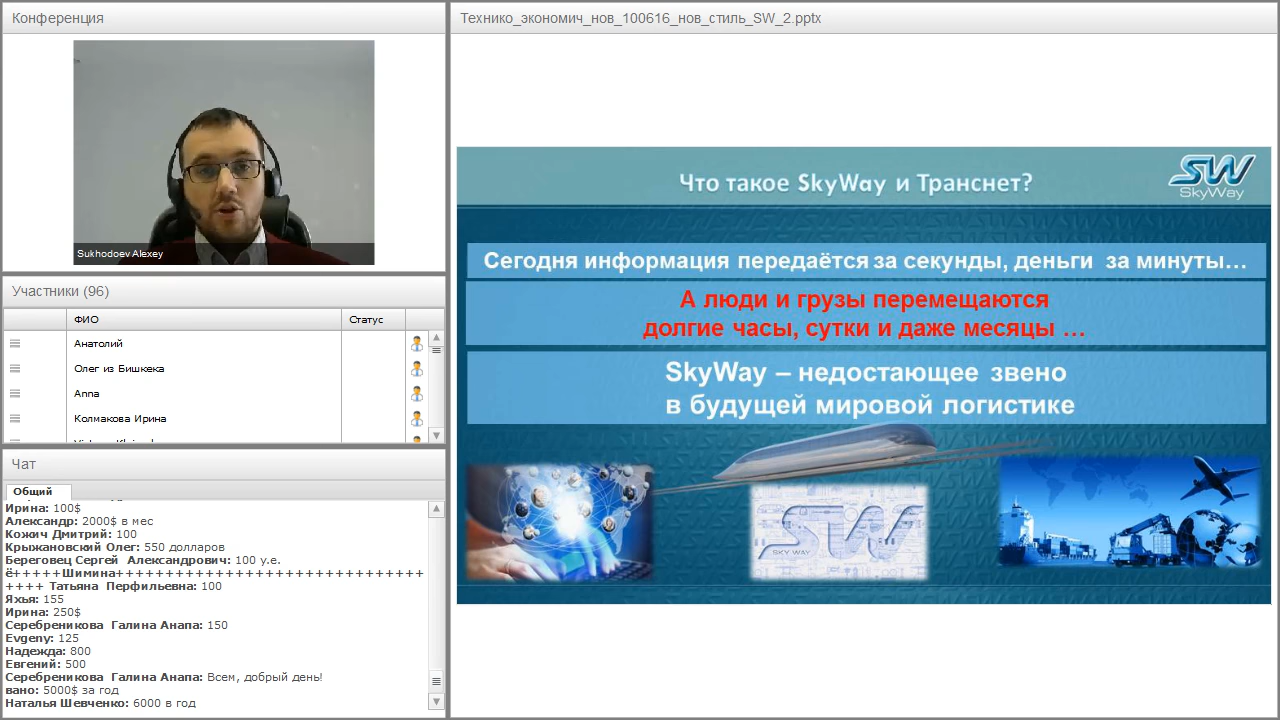 Конференция
Sukhodoev Alexey
Участники (96)
ФИО
Статус
Анатолий
Олег из Бишкека
Anna
Колмакова Ирина
Чат
Общий
Ирина: 100$
Александр: 2000$ в мес
Кожич Дмитрий: 100
Крыжановский Олег: 550 долларов
Береговец Сергей Александрович: 100 у.е.
ё+++++Шимина+++++++++++++++++++++++++++++
++++ Татьяна Перфильевна: 100
Яхья: 155
Ирина: 250$
Серебреникова Галина Анапа: 150
Evgeny: 125
Надежда: 800
Евгений: 500
Серебреникова Галина Анапа: Всем, добрый день!
вано: 5000$ за год
Наталья Шевченко: 6000 в год
Технико_экономич_нов_100616_нов_стиль_SW_2.pptx
Что такое SkyWay и Транснет?
SW
SkyWay
Сегодня информация передаётся за секунды, деньги за минуты…
А люди и грузы перемещаются
долгие часы, сутки и даже месяцы …
SkyWay – недостающее звено
в будущей мировой логистике
SW
SKY WAY